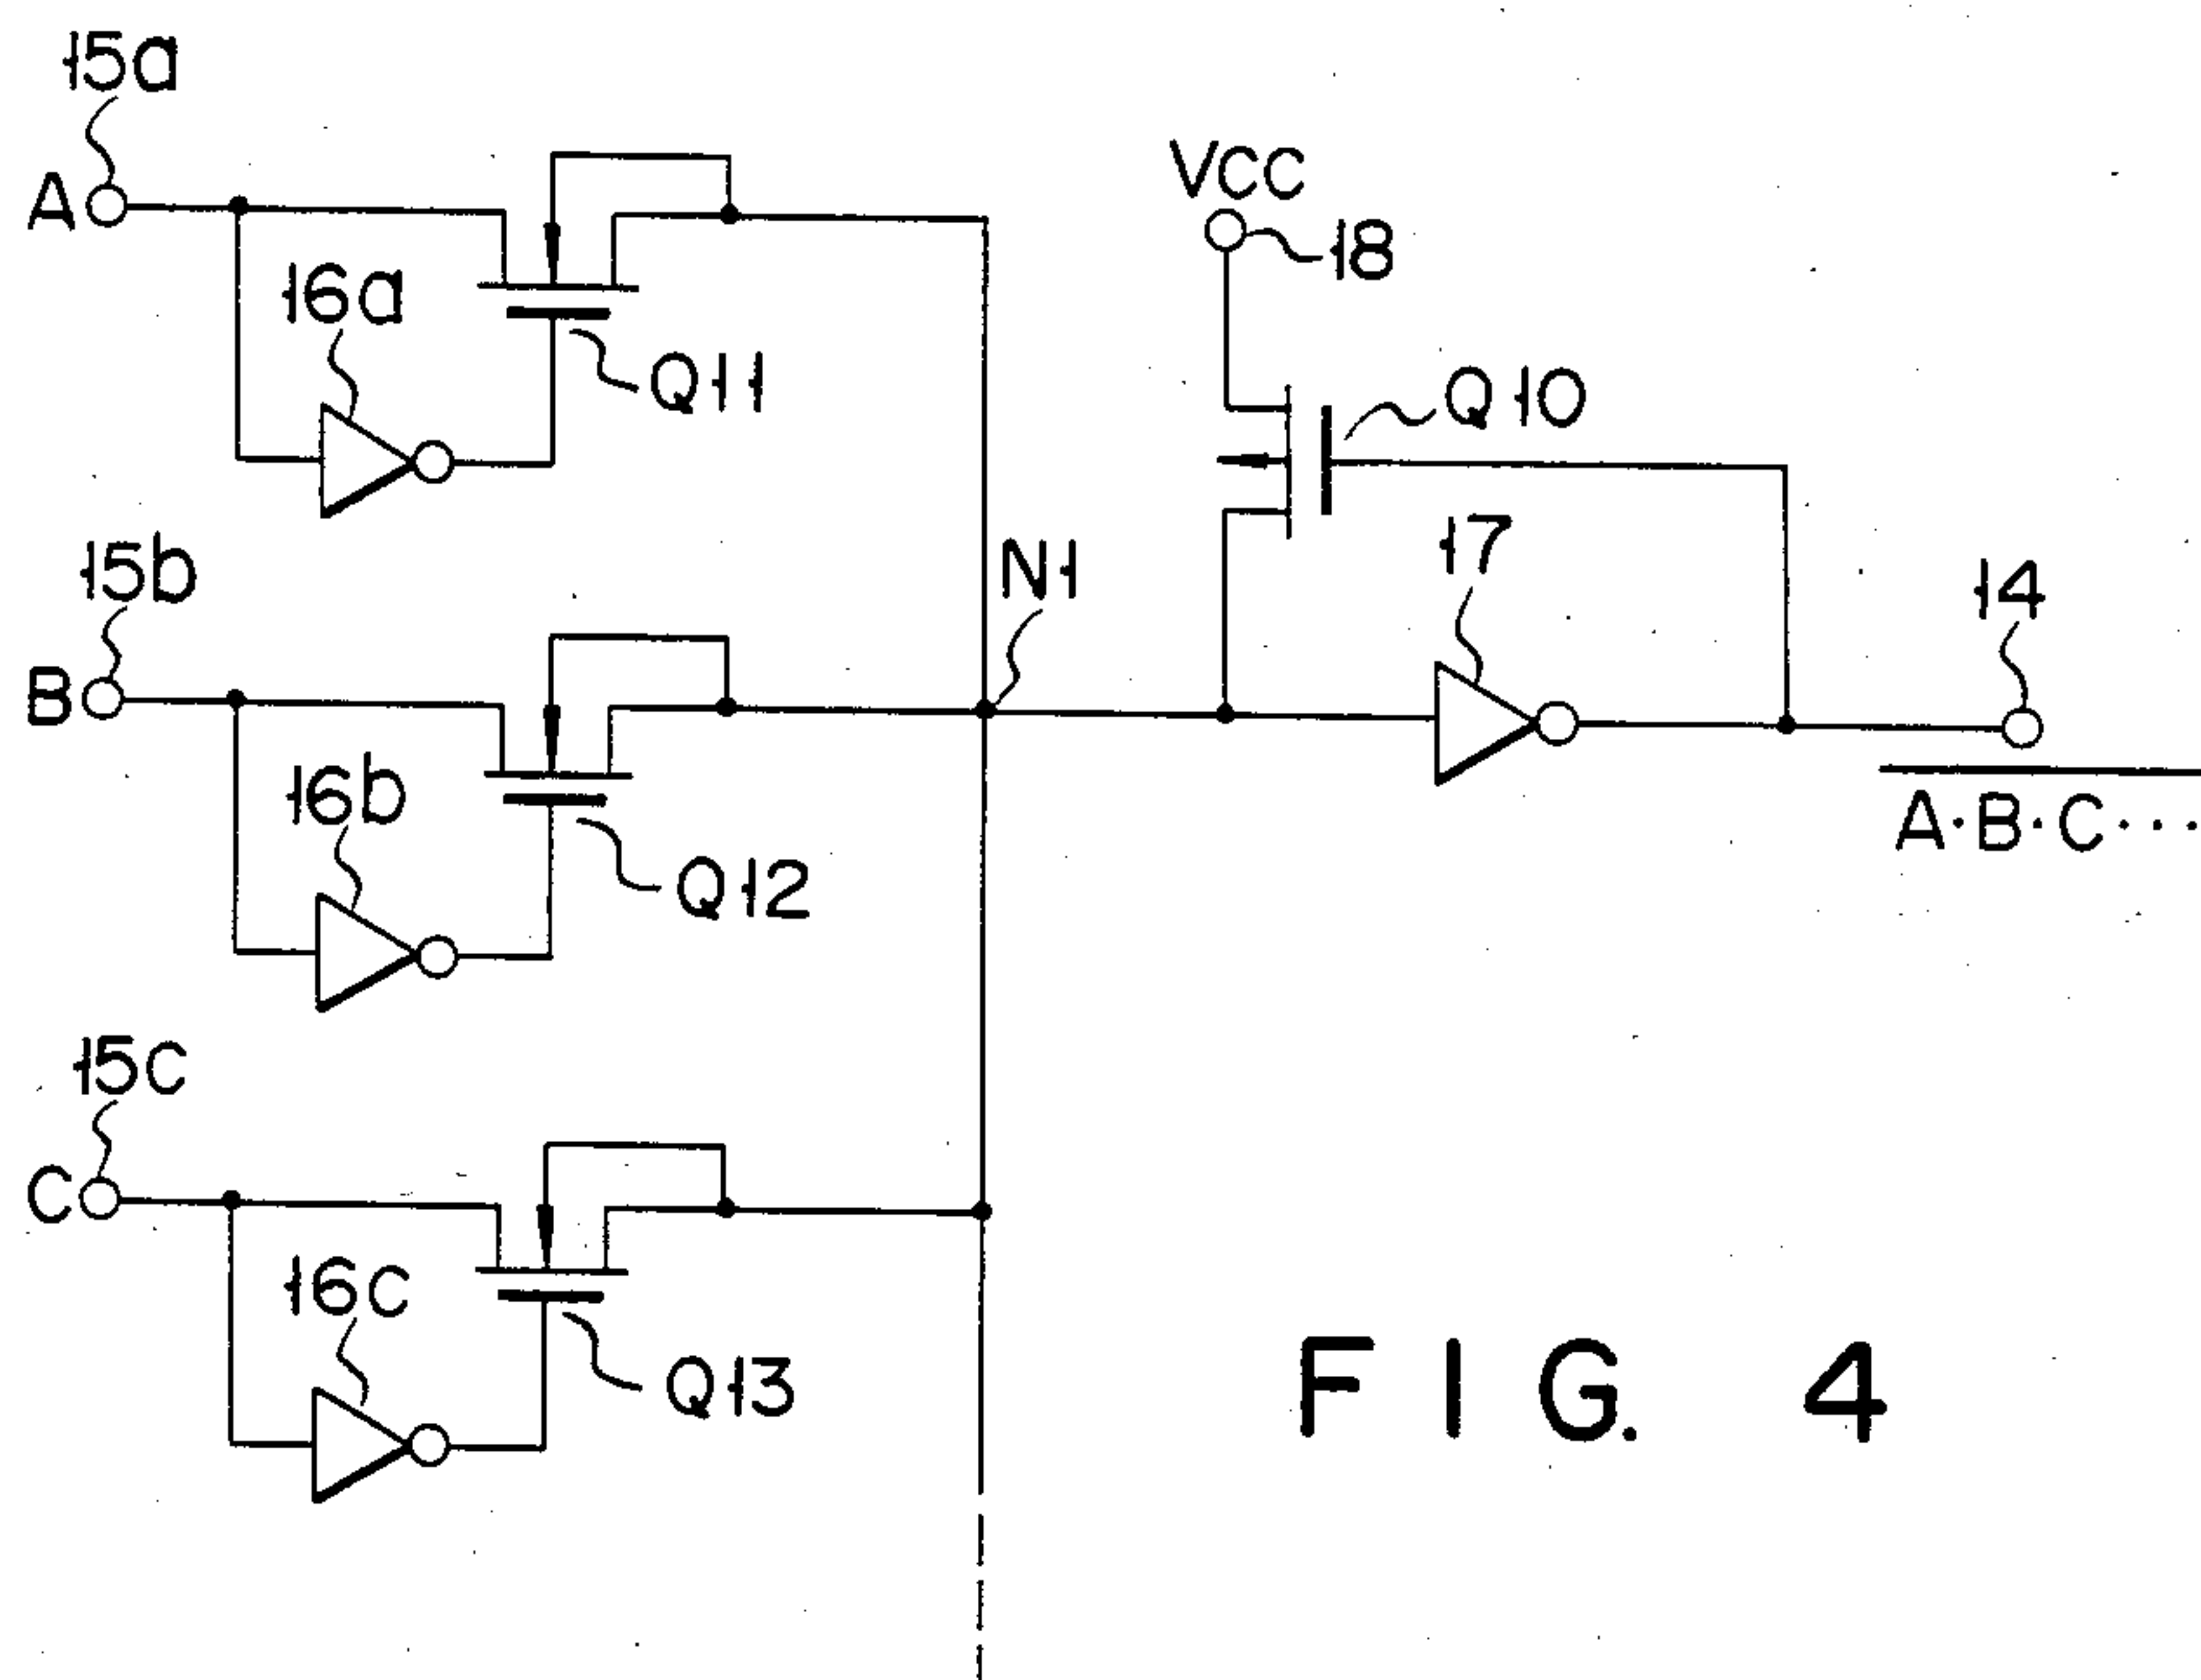 15a
A
16a
Q11
VCC
18
Q10
15b
B
16b
Q12
N1
17
14
A·B·C···
15C
C
16C
Q13
FIG. 4